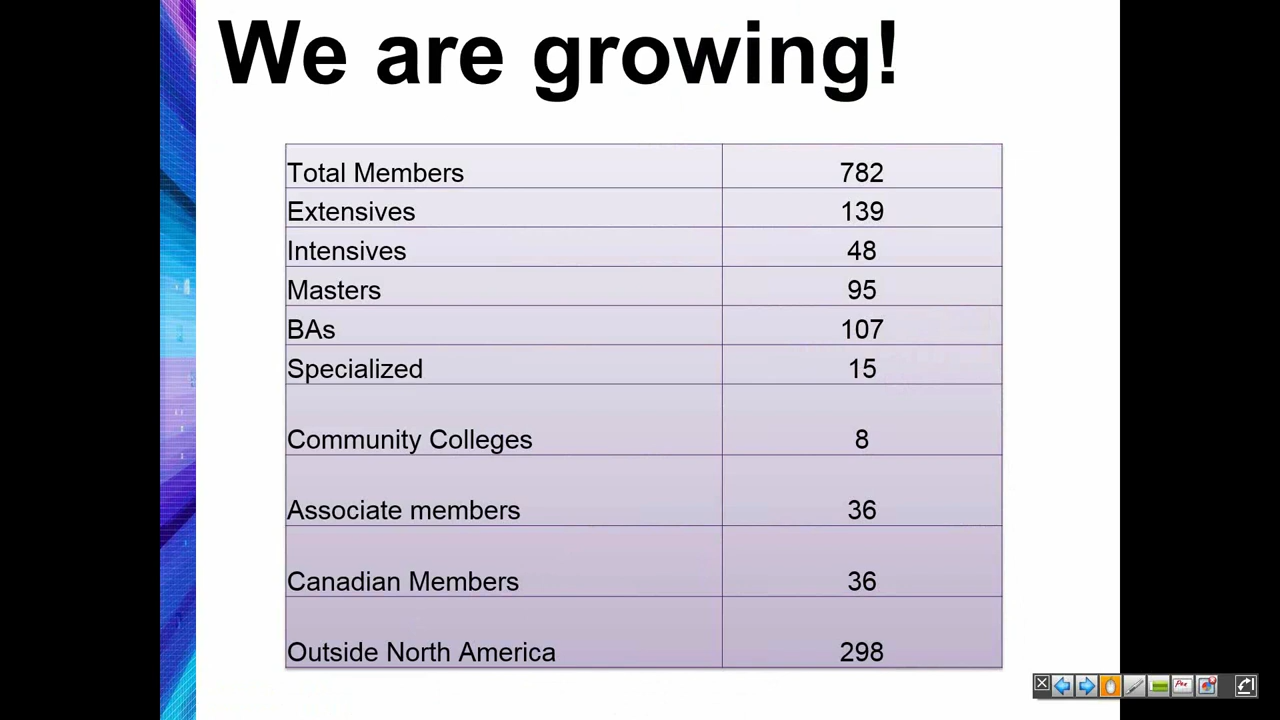 We are growing!
Total Members 782
Extensives 139
Intensives 48
Masters 95
BAs 107
Specialized 15
Community Colleges 8
Associate members 36
Canadian Members 36
Outside North America 298